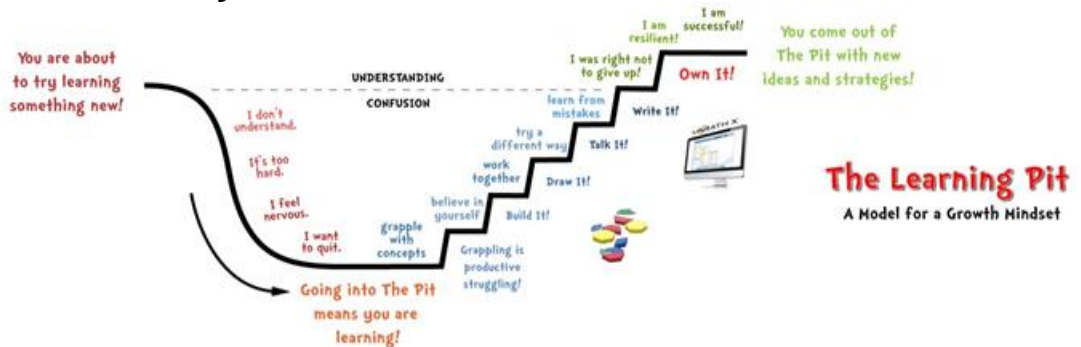 You are about
to try learning
something new!
UNDERSTANDING
CONFUSION
I don't
understand.
It's too
hard.
I feel
nervous.
I want
to quit.
Going into The Pit
means you are
learning!
grapple
with
concepts
Grappling is
productive
struggling!
believe in
yourself
Build It!
work
together
Draw It!
try a
different way
Talk It!
learn from
mistakes
Write It!
I was right not
to give up!
Own It!
I am
resilient!
I am
successful!
You come out of
The Pit with new
ideas and strategies!
The Learning Pit
A Model for a Growth Mindset